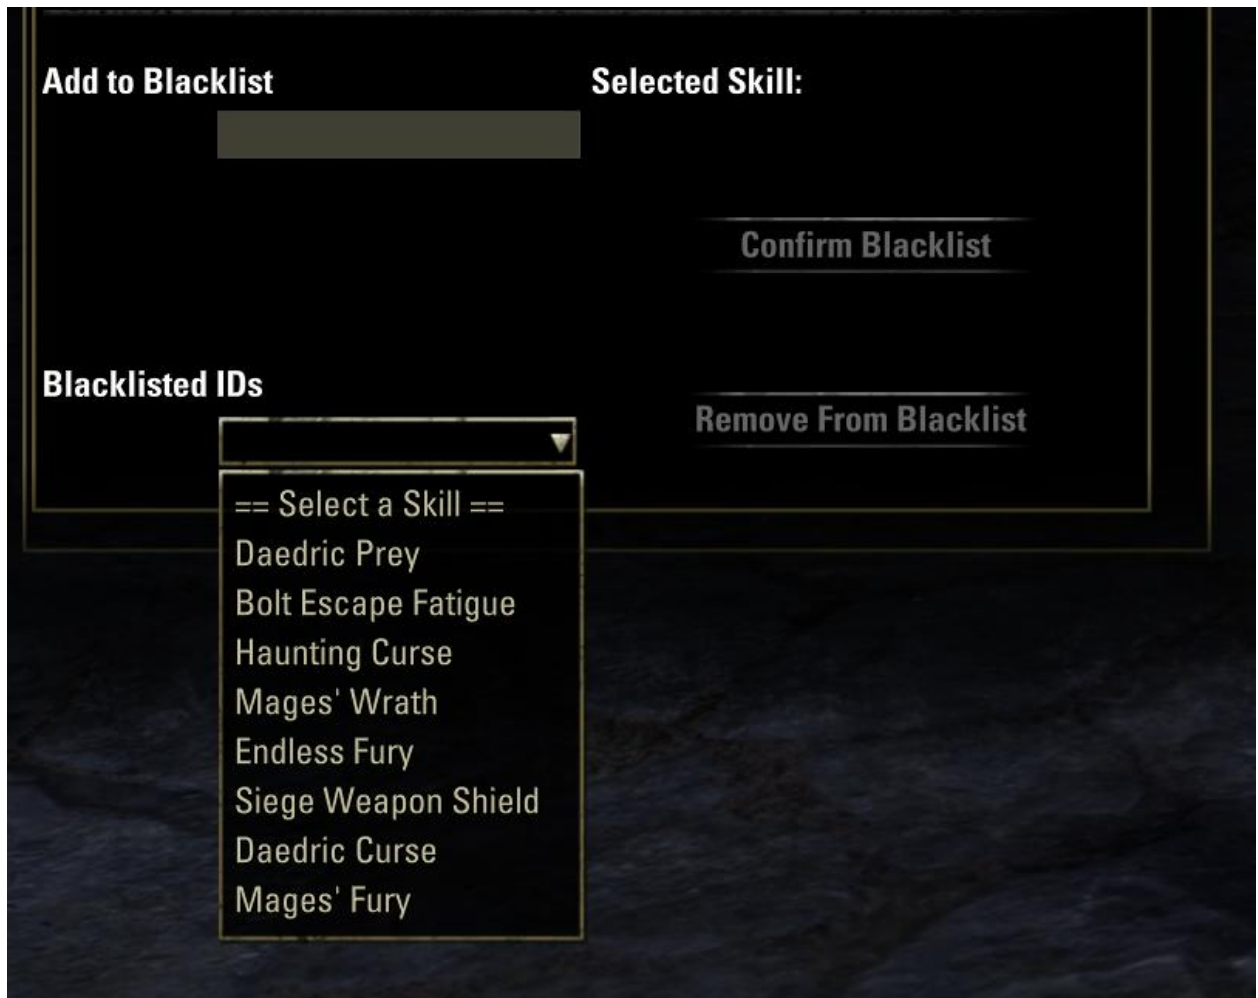 Add to Blacklist
Selected Skill:
Confirm Blacklist
Blacklisted IDs
Remove From Blacklist
== Select a Skill ==
Daedric Prey
Bolt Escape Fatigue
Haunting Curse
Mages' Wrath
Endless Fury
Siege Weapon Shield
Daedric Curse
Mages' Fury